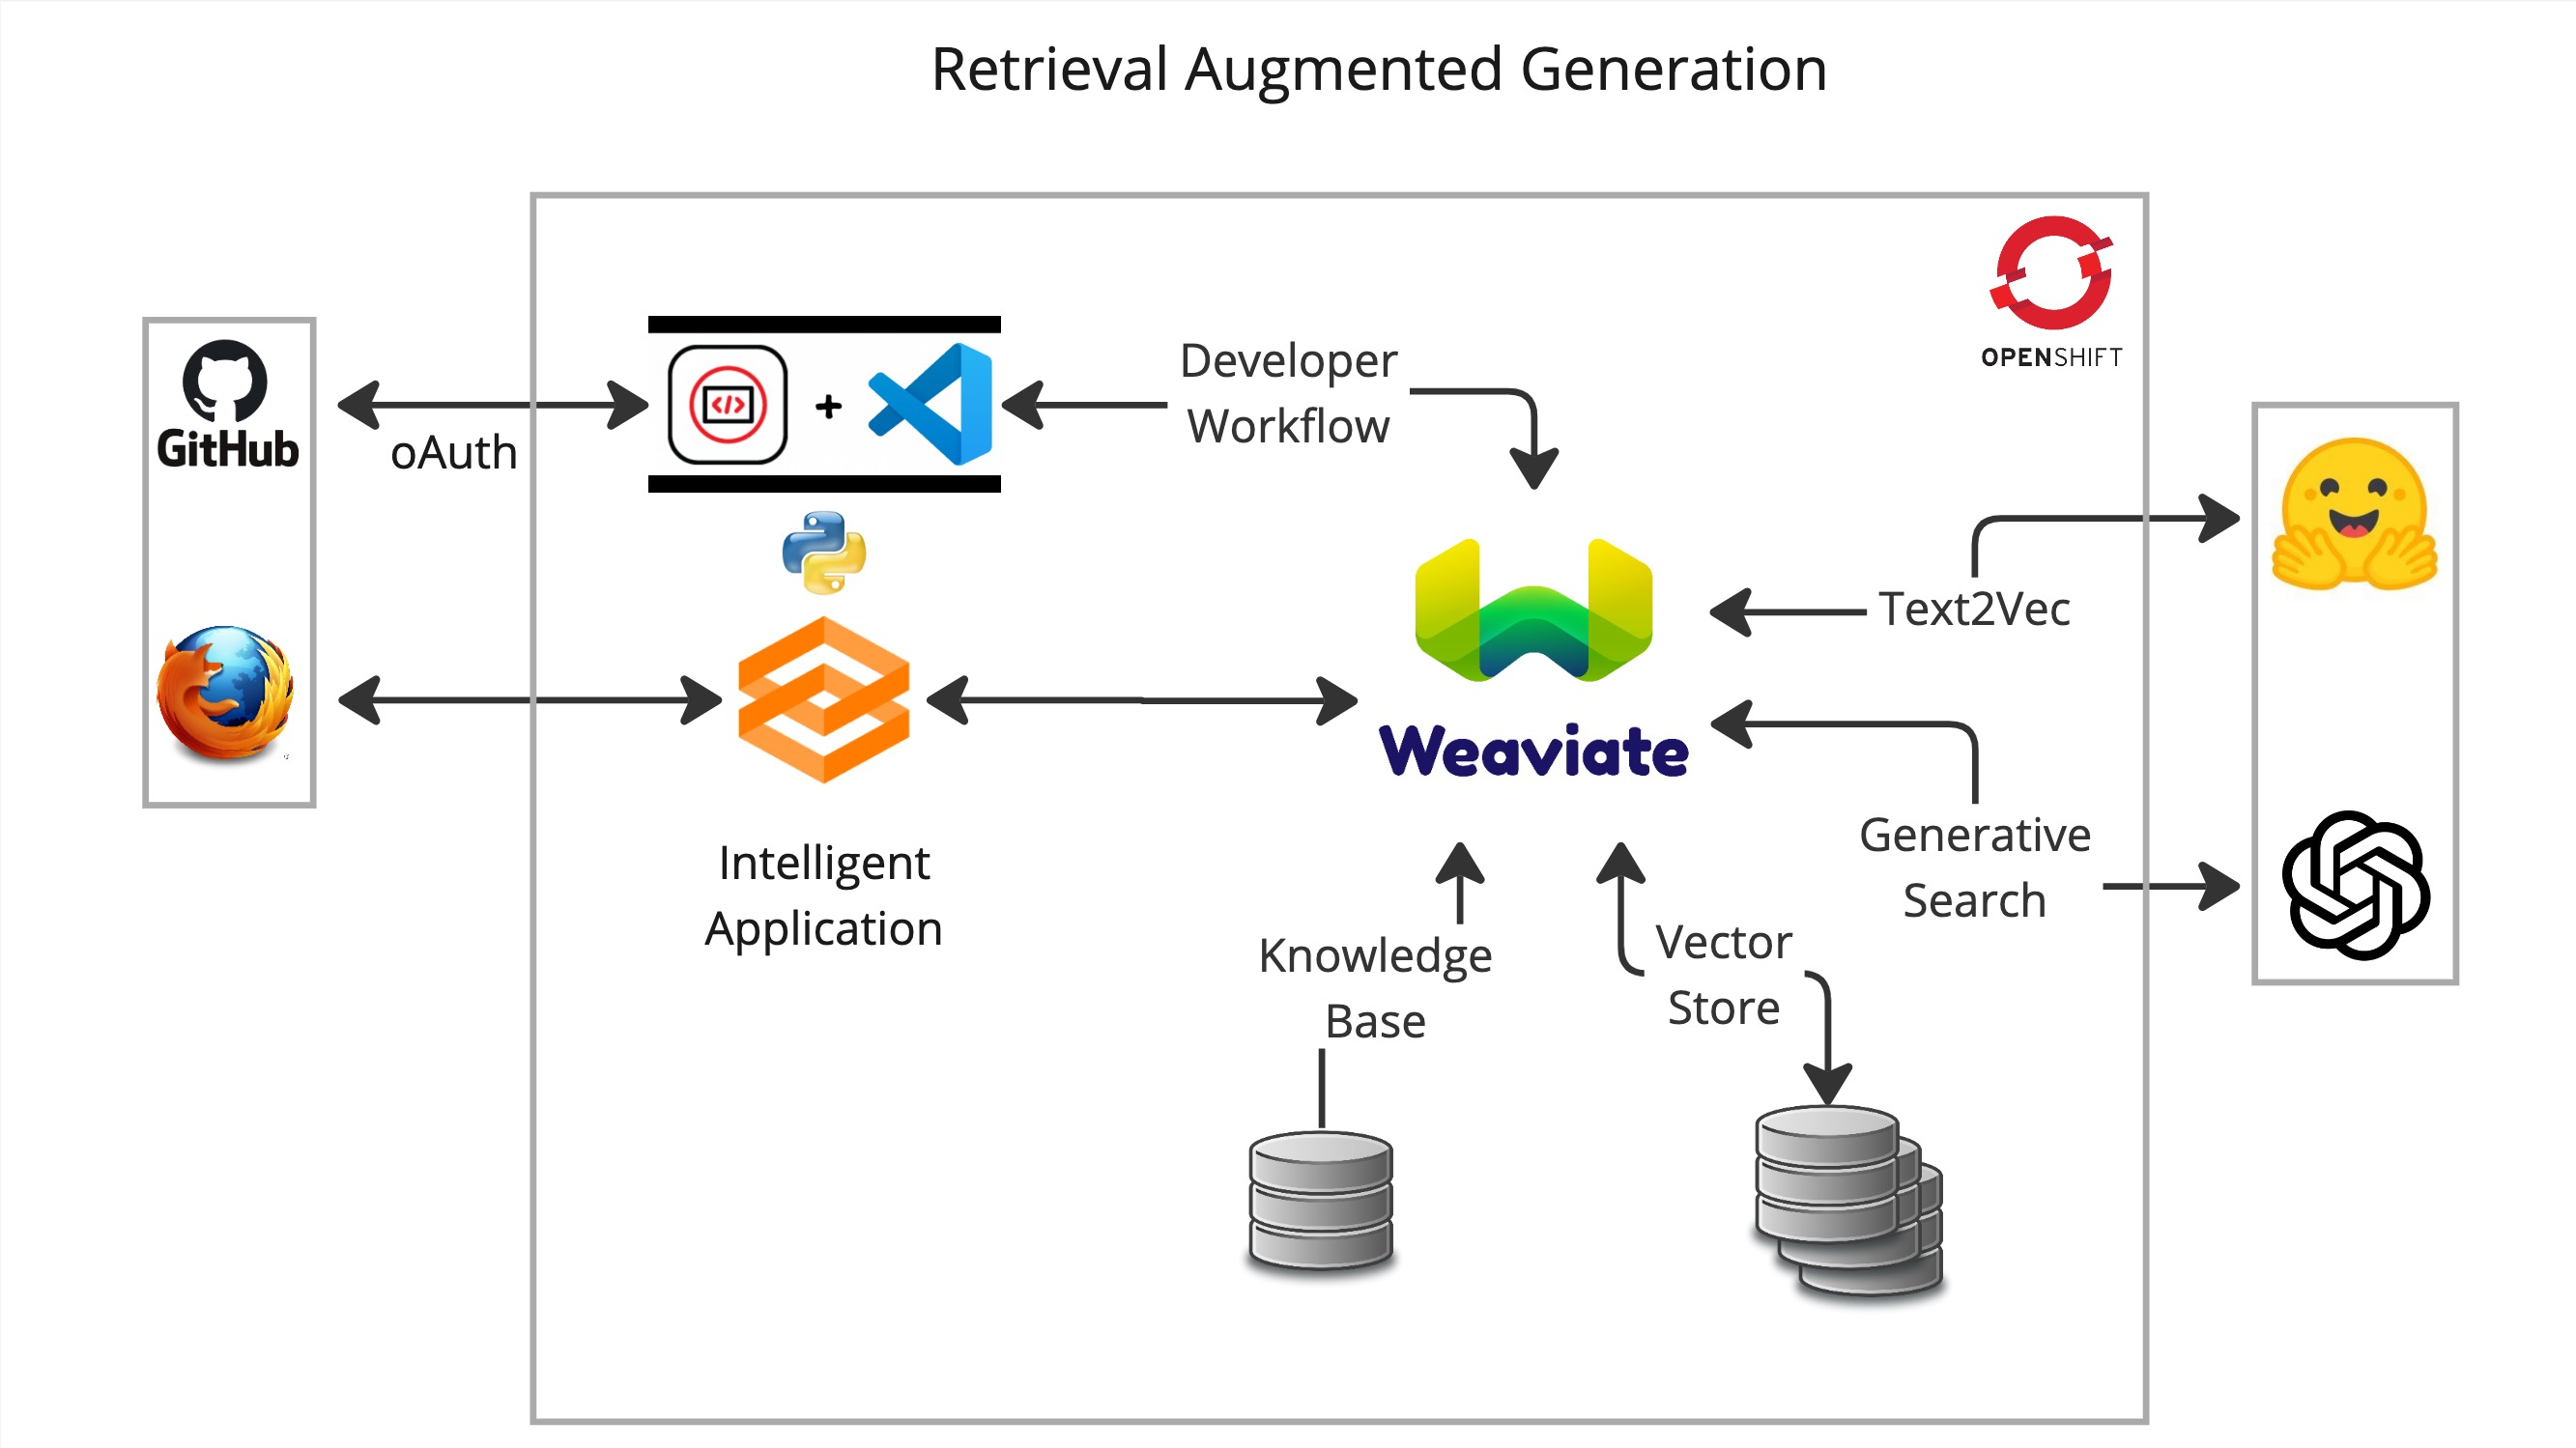 Retrieval Augmented Generation
OPENSHIFT
GitHub
oAuth
</>
+
Developer
Workflow
Text2Vec
Weaviate
Intelligent
Application
Generative
Search
Knowledge
Base
Vector
Store